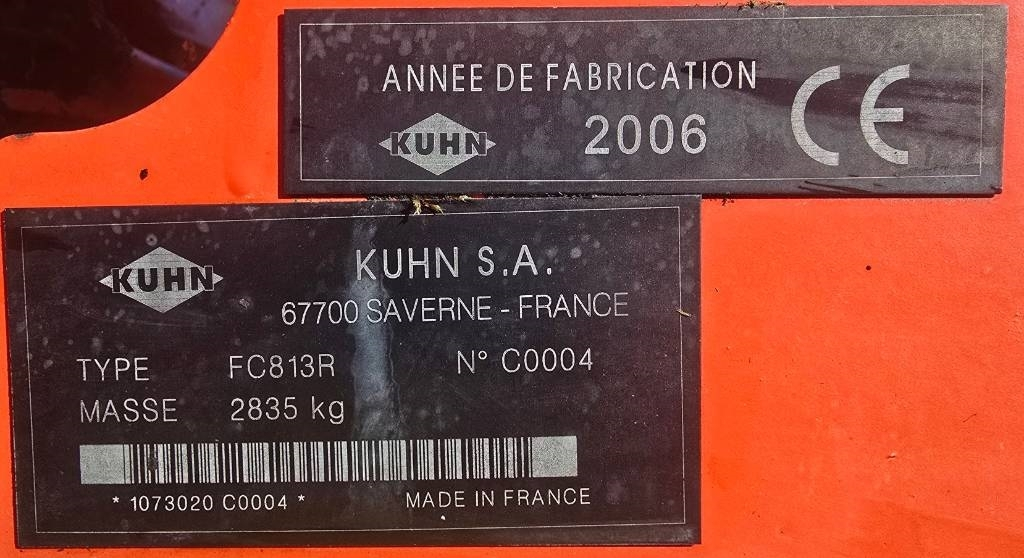 ANNEE DE FABRICATION
KUHN 2006 CE
KUHN
KUHN S.A.
67700 SAVERNE - FRANCE
TYPE FC813R N° C0004
MASSE 2835 kg
* 1073020 C0004 * MADE IN FRANCE